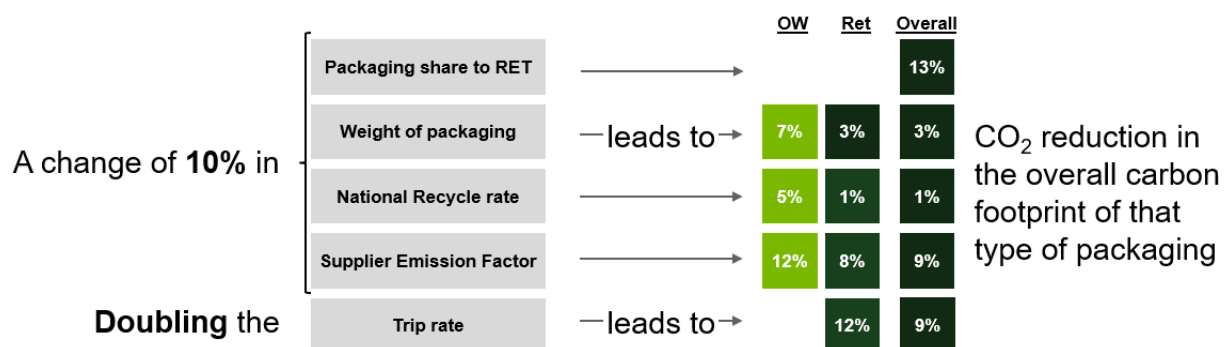 OW Ret Overall
Packaging share to RET 13%
Weight of packaging leads to 7% 3% 3%
A change of 10% in
National Recycle rate 5% 1% 1%
Supplier Emission Factor 12% 8% 9%
CO₂ reduction in
the overall carbon
footprint of that
type of packaging
Doubling the Trip rate leads to 12% 9%